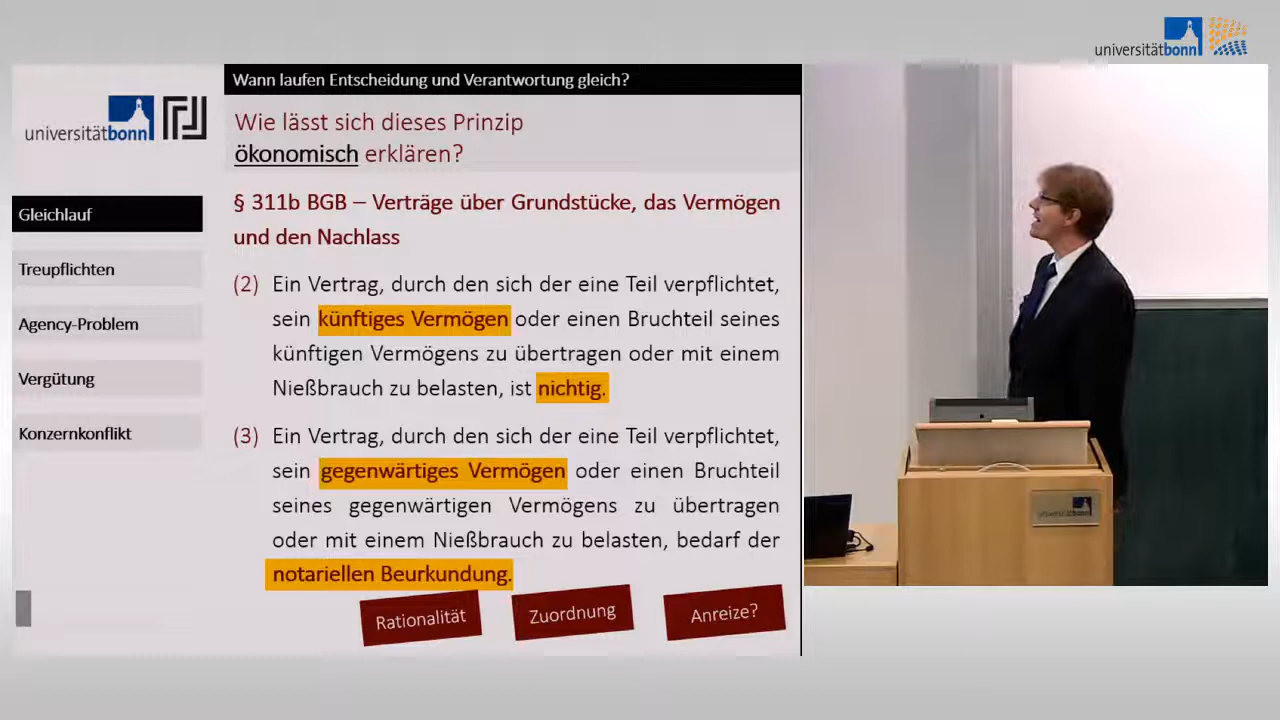 universitätbonn
universitätbonn
Wann laufen Entscheidung und Verantwortung gleich?
Wie lässt sich dieses Prinzip
ökonomisch erklären?
Gleichlauf
Treupflichten
Agency-Problem
Vergütung
Konzernkonflikt
§ 311b BGB – Verträge über Grundstücke, das Vermögen
und den Nachlass
(2) Ein Vertrag, durch den sich der eine Teil verpflichtet,
sein künftiges Vermögen oder einen Bruchteil seines
künftigen Vermögens zu übertragen oder mit einem
Nießbrauch zu belasten, ist nichtig.
(3) Ein Vertrag, durch den sich der eine Teil verpflichtet,
sein gegenwärtiges Vermögen oder einen Bruchteil
seines gegenwärtigen Vermögens zu übertragen
oder mit einem Nießbrauch zu belasten, bedarf der
notariellen Beurkundung.
Rationalität
Zuordnung
Anreize?
universitätbonn